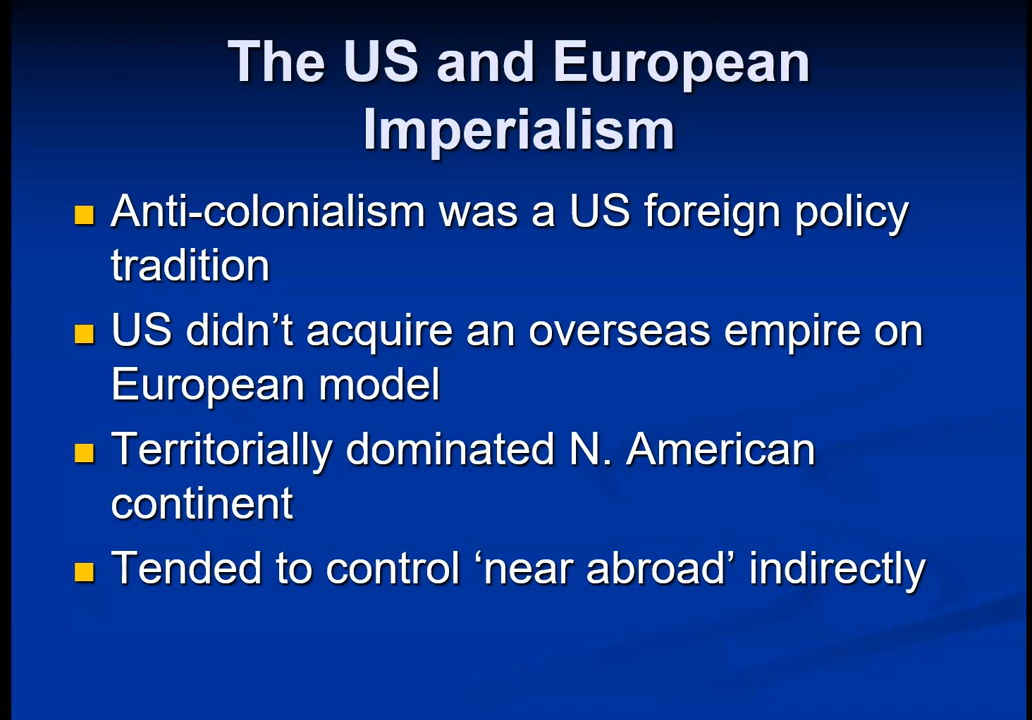 The US and European
Imperialism
Anti-colonialism was a US foreign policy
tradition
US didn’t acquire an overseas empire on
European model
Territorially dominated N. American
continent
Tended to control ‘near abroad’ indirectly